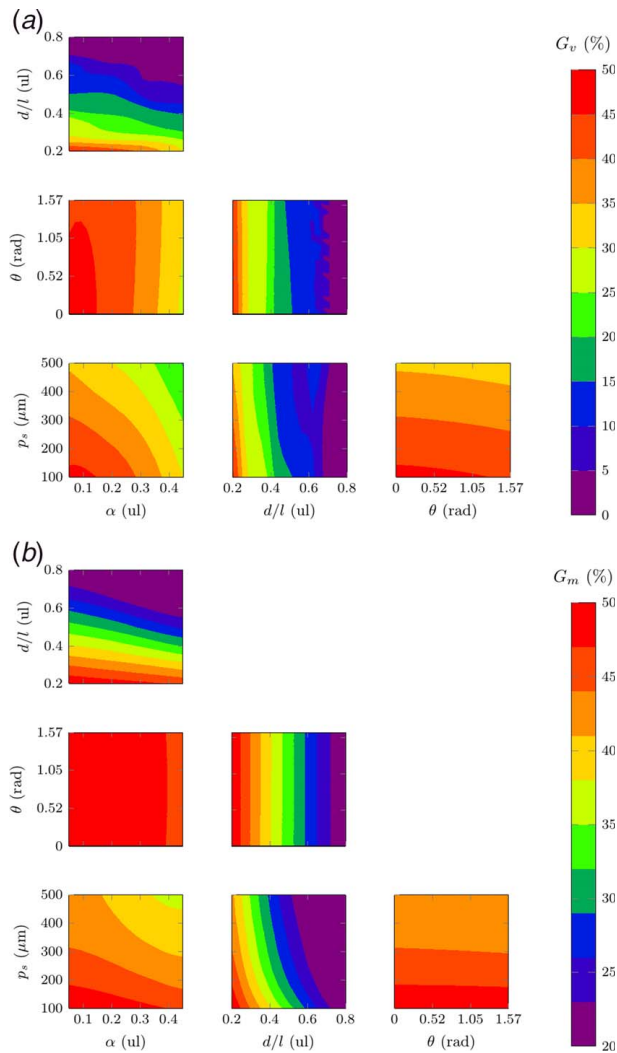 (a)
0.8
0.6
0.4
0.2
d/l (ul)
1.57
1.05
0.52
0
θ (rad)
500
400
300
200
100
p_s (μm)
0.1 0.2 0.3 0.4
α (ul)
0.2 0.4 0.6 0.8
d/l (ul)
0 0.52 1.05 1.57
θ (rad)
G_v (%)
50
45
40
35
30
25
20
15
10
5
0
(b)
0.8
0.6
0.4
0.2
d/l (ul)
1.57
1.05
0.52
0
θ (rad)
500
400
300
200
100
p_s (μm)
0.1 0.2 0.3 0.4
α (ul)
0.2 0.4 0.6 0.8
d/l (ul)
0 0.52 1.05 1.57
θ (rad)
G_m (%)
50
45
40
35
30
25
20